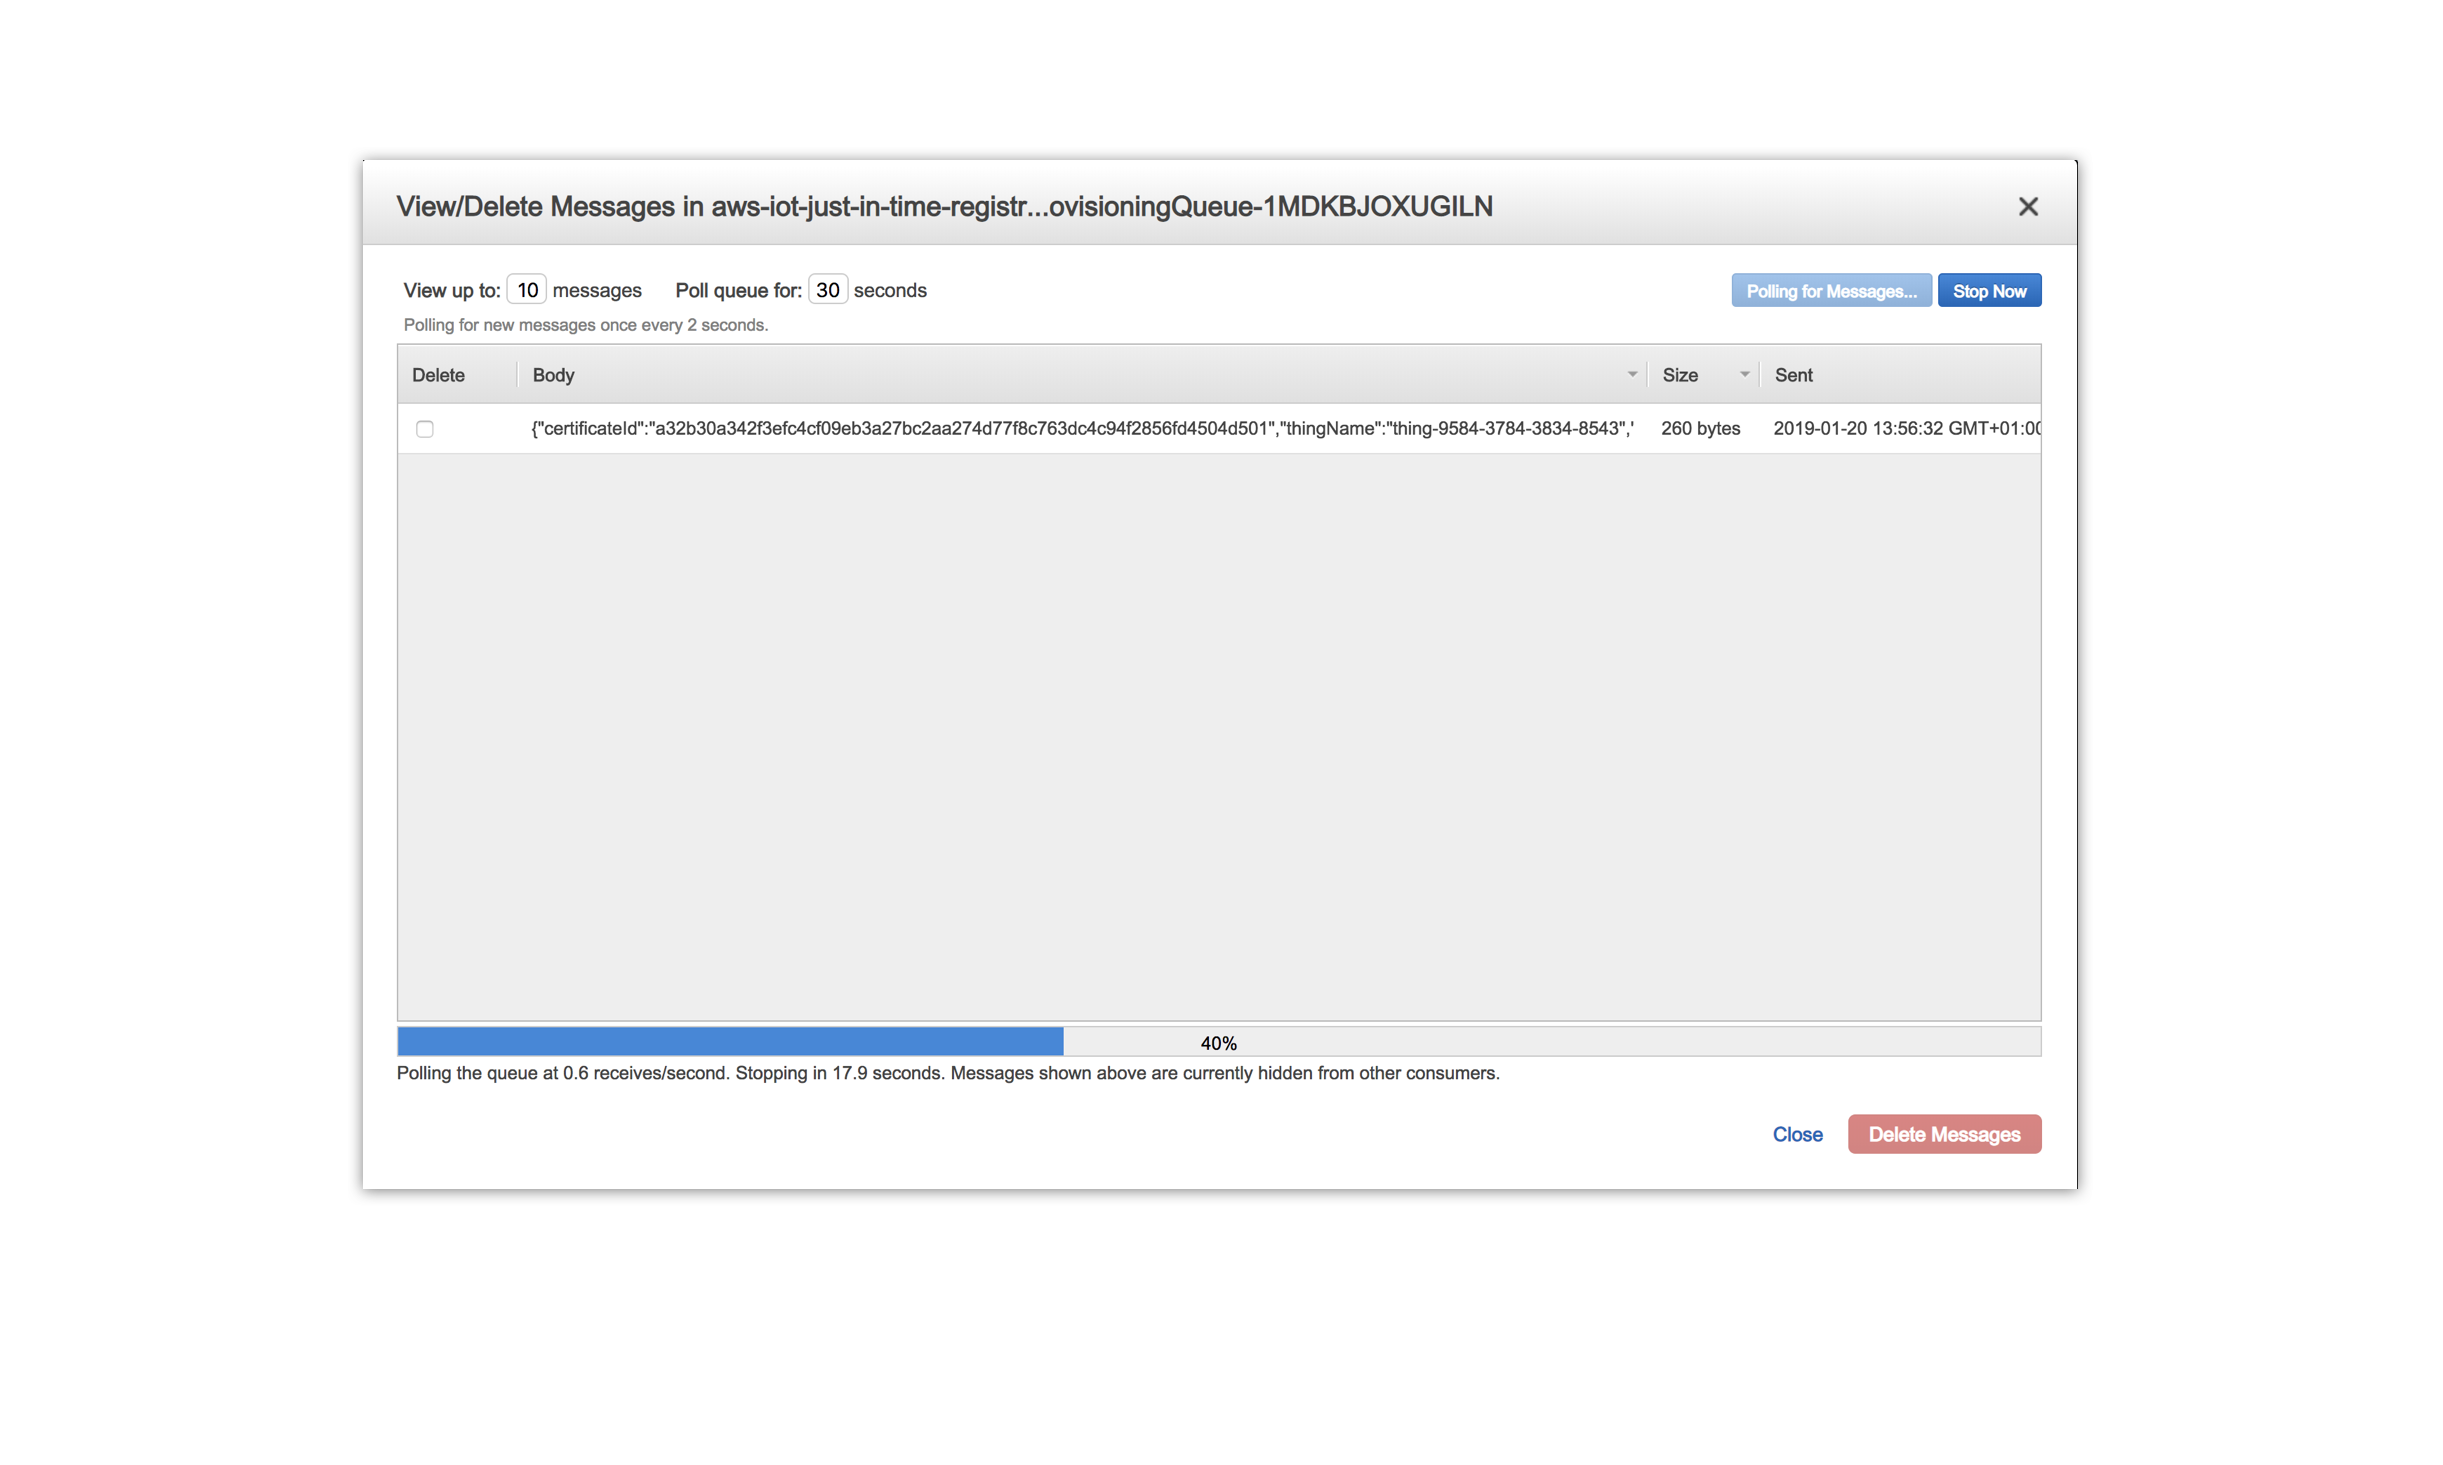 View/Delete Messages in aws-iot-just-in-time-registr...ovisioningQueue-1MDKBJOXUGILN
View up to: 10 messages Poll queue for: 30 seconds Polling for Messages... Stop Now
Polling for new messages once every 2 seconds.
Delete Body Size Sent
{"certificateId":"a32b30a342f3efc4cf09eb3a27bc2aa274d77f8c763dc4c94f2856fd4504d501","thingName":"thing-9584-3784-3834-8543",' 260 bytes 2019-01-20 13:56:32 GMT+01:00
40%
Polling the queue at 0.6 receives/second. Stopping in 17.9 seconds. Messages shown above are currently hidden from other consumers.
Close Delete Messages